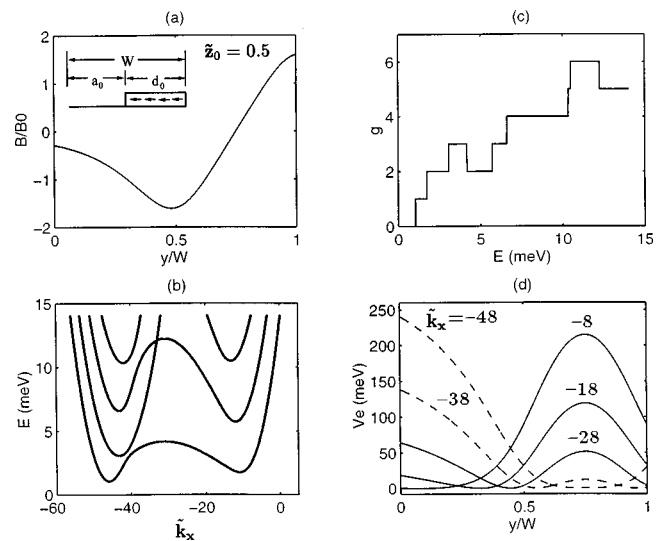 (a)
2
1
0
−1
−2
B/B0
W
a₀
d₀
z̃₀ = 0.5
0
0.5
1
y/W
(c)
6
4
2
0
g
0
5
10
15
E (meV)
(b)
15
10
5
0
E (meV)
−60
−40
−20
0
k̃ₓ
(d)
250
200
150
100
50
0
Ve
k̃ₓ=−48
−38
−8
−18
−28
0
0.5
1
y/W